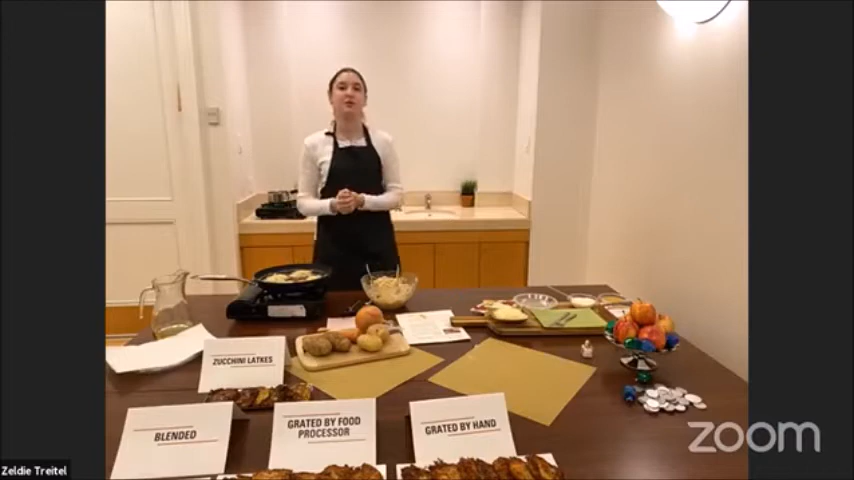 ZUCCHINI LATKES
BLENDED
GRATED BY FOOD
PROCESSOR
GRATED BY HAND
zoom
Zeldie Treitel